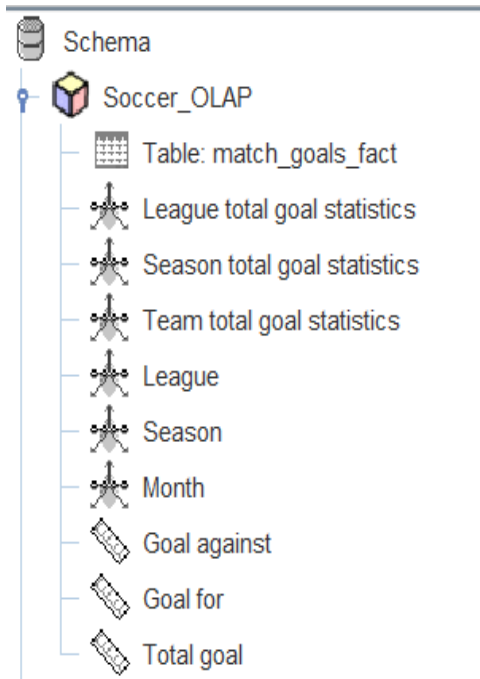 Schema
Soccer_OLAP
Table: match_goals_fact
League total goal statistics
Season total goal statistics
Team total goal statistics
League
Season
Month
Goal against
Goal for
Total goal